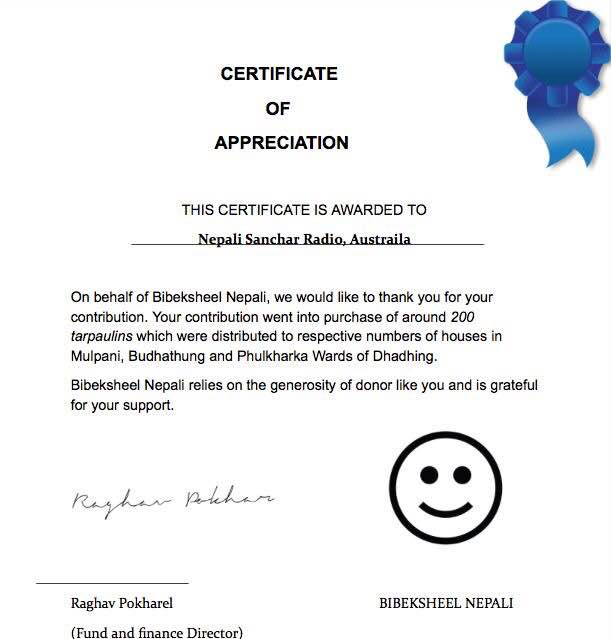 CERTIFICATE
OF
APPRECIATION
THIS CERTIFICATE IS AWARDED TO
Nepali Sanchar Radio, Austraila
On behalf of Bibeksheel Nepali, we would like to thank you for your
contribution. Your contribution went into purchase of around 200
tarpaulins which were distributed to respective numbers of houses in
Mulpani, Budhathung and Phulkharka Wards of Dhadhing.
Bibeksheel Nepali relies on the generosity of donor like you and is grateful
for your support.
Raghav Pokhar
Raghav Pokharel
BIBEKSHEEL NEPALI
(Fund and finance Director)